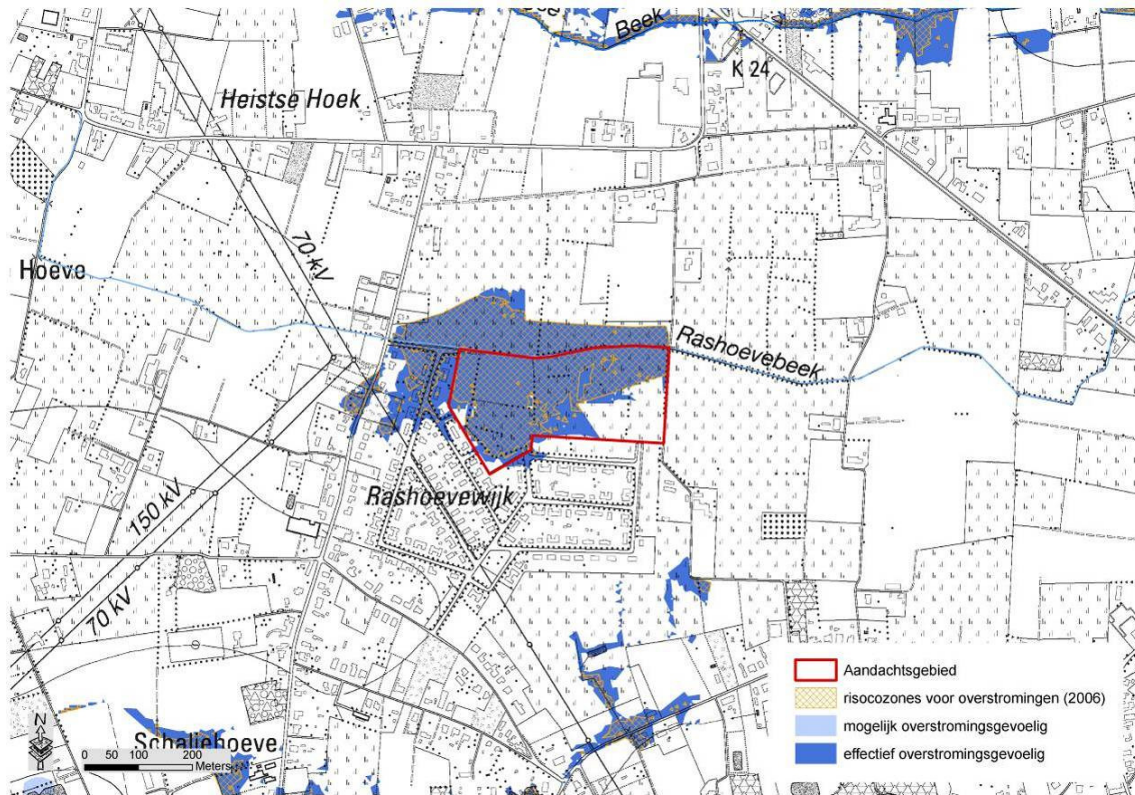 Beek
K 24
Heistse Hoek
70 kV
Hoeve
Rashoevebeek
Rashoevewijk
150 kV
70 kV
Schaliehoeve
N
0 50 100 200
Meters
Aandachtsgebied
risocozones voor overstromingen (2006)
mogelijk overstromingsgevoelig
effectief overstromingsgevoelig